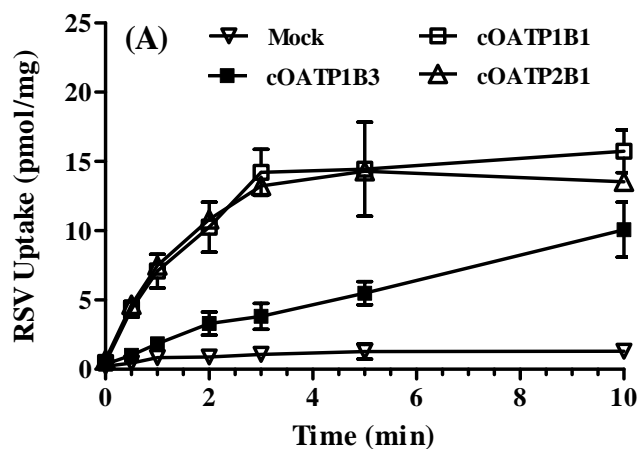 (A)
Mock
cOATP1B1
cOATP1B3
cOATP2B1
RSV Uptake (pmol/mg)
25
20
15
10
5
0
0 2 4 6 8 10
Time (min)